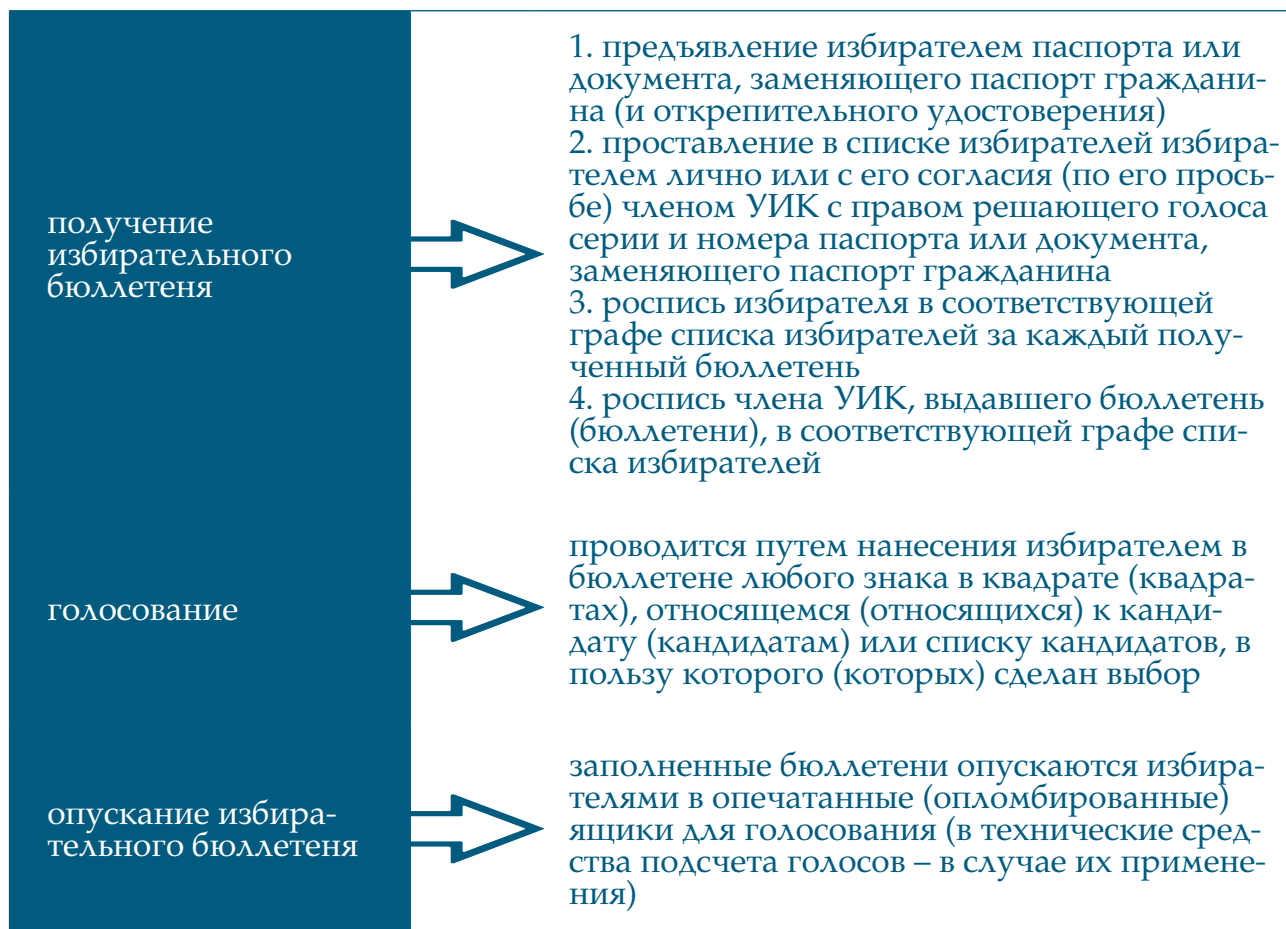 получение
избирательного
бюллетеня
1. предъявление избирателем паспорта или
документа, заменяющего паспорт граждани-
на (и открепительного удостоверения)
2. проставление в списке избирателей избира-
телем лично или с его согласия (по его прось-
бе) членом УИК с правом решающего голоса
серии и номера паспорта или документа,
заменяющего паспорт гражданина
3. роспись избирателя в соответствующей
графе списка избирателей за каждый полу-
ченный бюллетень
4. роспись члена УИК, выдавшего бюллетень
(бюллетени), в соответствующей графе спи-
ска избирателей
голосование
проводится путем нанесения избирателем в
бюллетене любого знака в квадрате (квадра-
тах), относящемся (относящихся) к канди-
дату (кандидатам) или списку кандидатов, в
пользу которого (которых) сделан выбор
опускание избира-
тельного бюллетеня
заполненные бюллетени опускаются избира-
телями в опечатанные (опломбированные)
ящики для голосования (в технические сред-
ства подсчета голосов – в случае их примене-
ния)